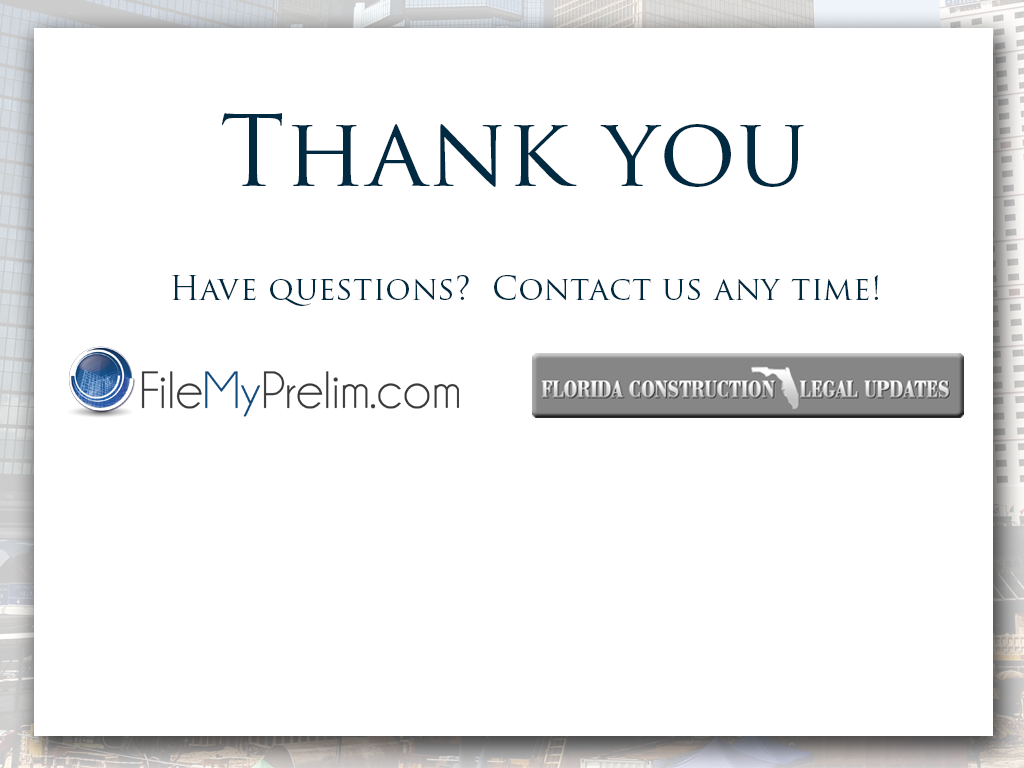 Thank you
Have questions? Contact us any time!
FileMyPrelim.com
FLORIDA CONSTRUCTION LEGAL UPDATES